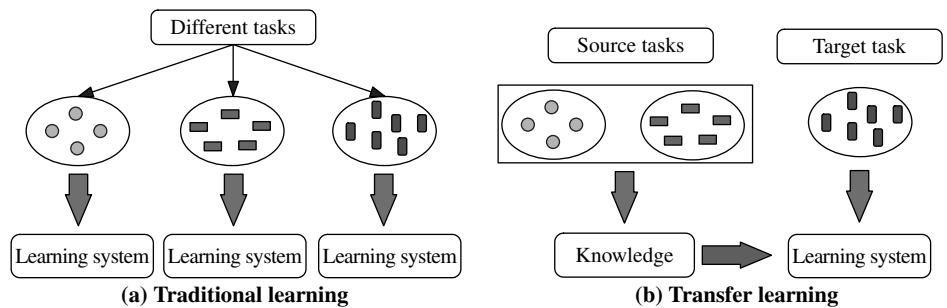 Different tasks
Learning system
Learning system
Learning system
(a) Traditional learning
Source tasks
Target task
Knowledge
Learning system
(b) Transfer learning